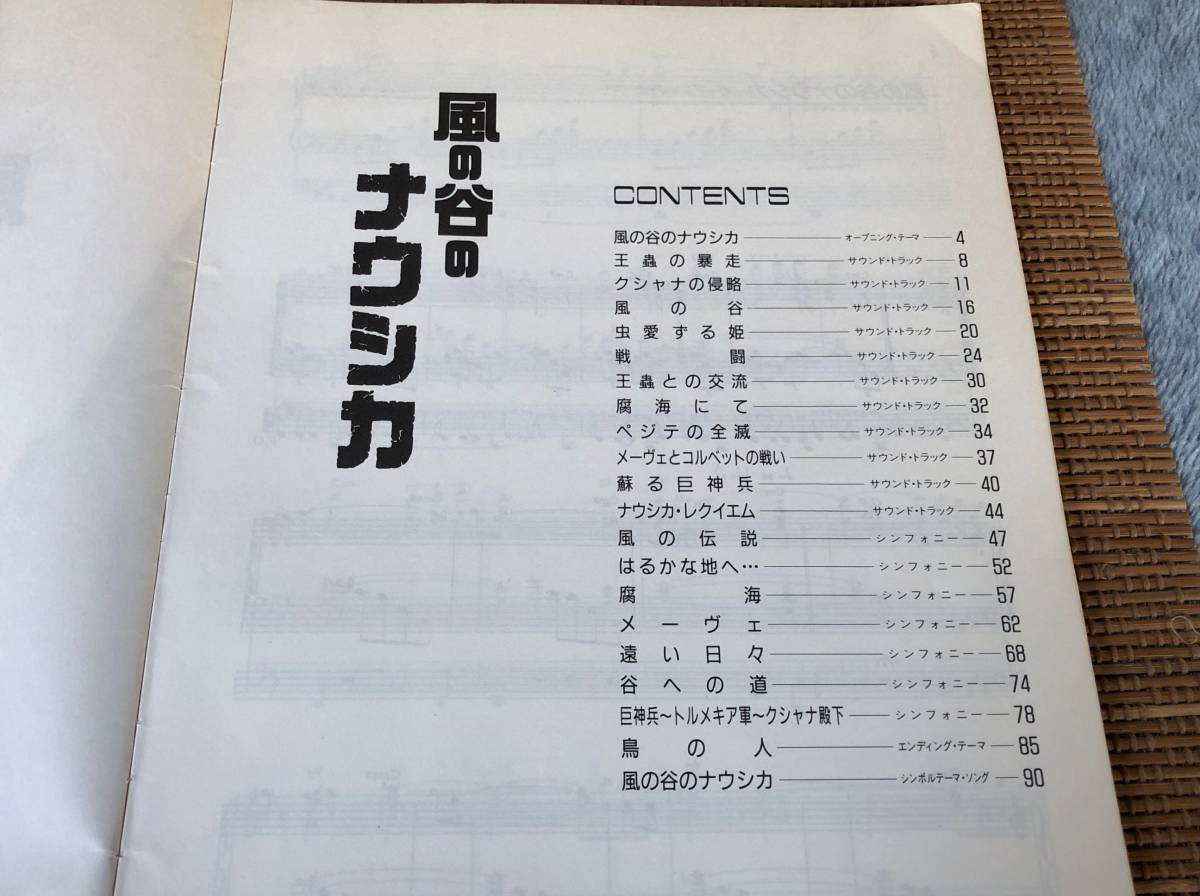 風の谷の
ナウシカ
CONTENTS
風の谷のナウシカ オープニング・テーマ 4
王蟲の暴走 サウンド・トラック 8
クシャナの侵略 サウンド・トラック 11
風の谷 サウンド・トラック 16
虫愛ずる姫 サウンド・トラック 20
戦闘 サウンド・トラック 24
王蟲との交流 サウンド・トラック 30
腐海にて サウンド・トラック 32
ペジテの全滅 サウンド・トラック 34
メーヴェとコルベットの戦い サウンド・トラック 37
蘇る巨神兵 サウンド・トラック 40
ナウシカ・レクイエム サウンド・トラック 44
風の伝説 シンフォニー 47
はるかな地へ… シンフォニー 52
腐海 シンフォニー 57
メーヴェ シンフォニー 62
遠い日々 シンフォニー 68
谷への道 シンフォニー 74
巨神兵〜トルメキア軍〜クシャナ殿下 シンフォニー 78
鳥の人 エンディング・テーマ 85
風の谷のナウシカ シンボルテーマ・ソング 90